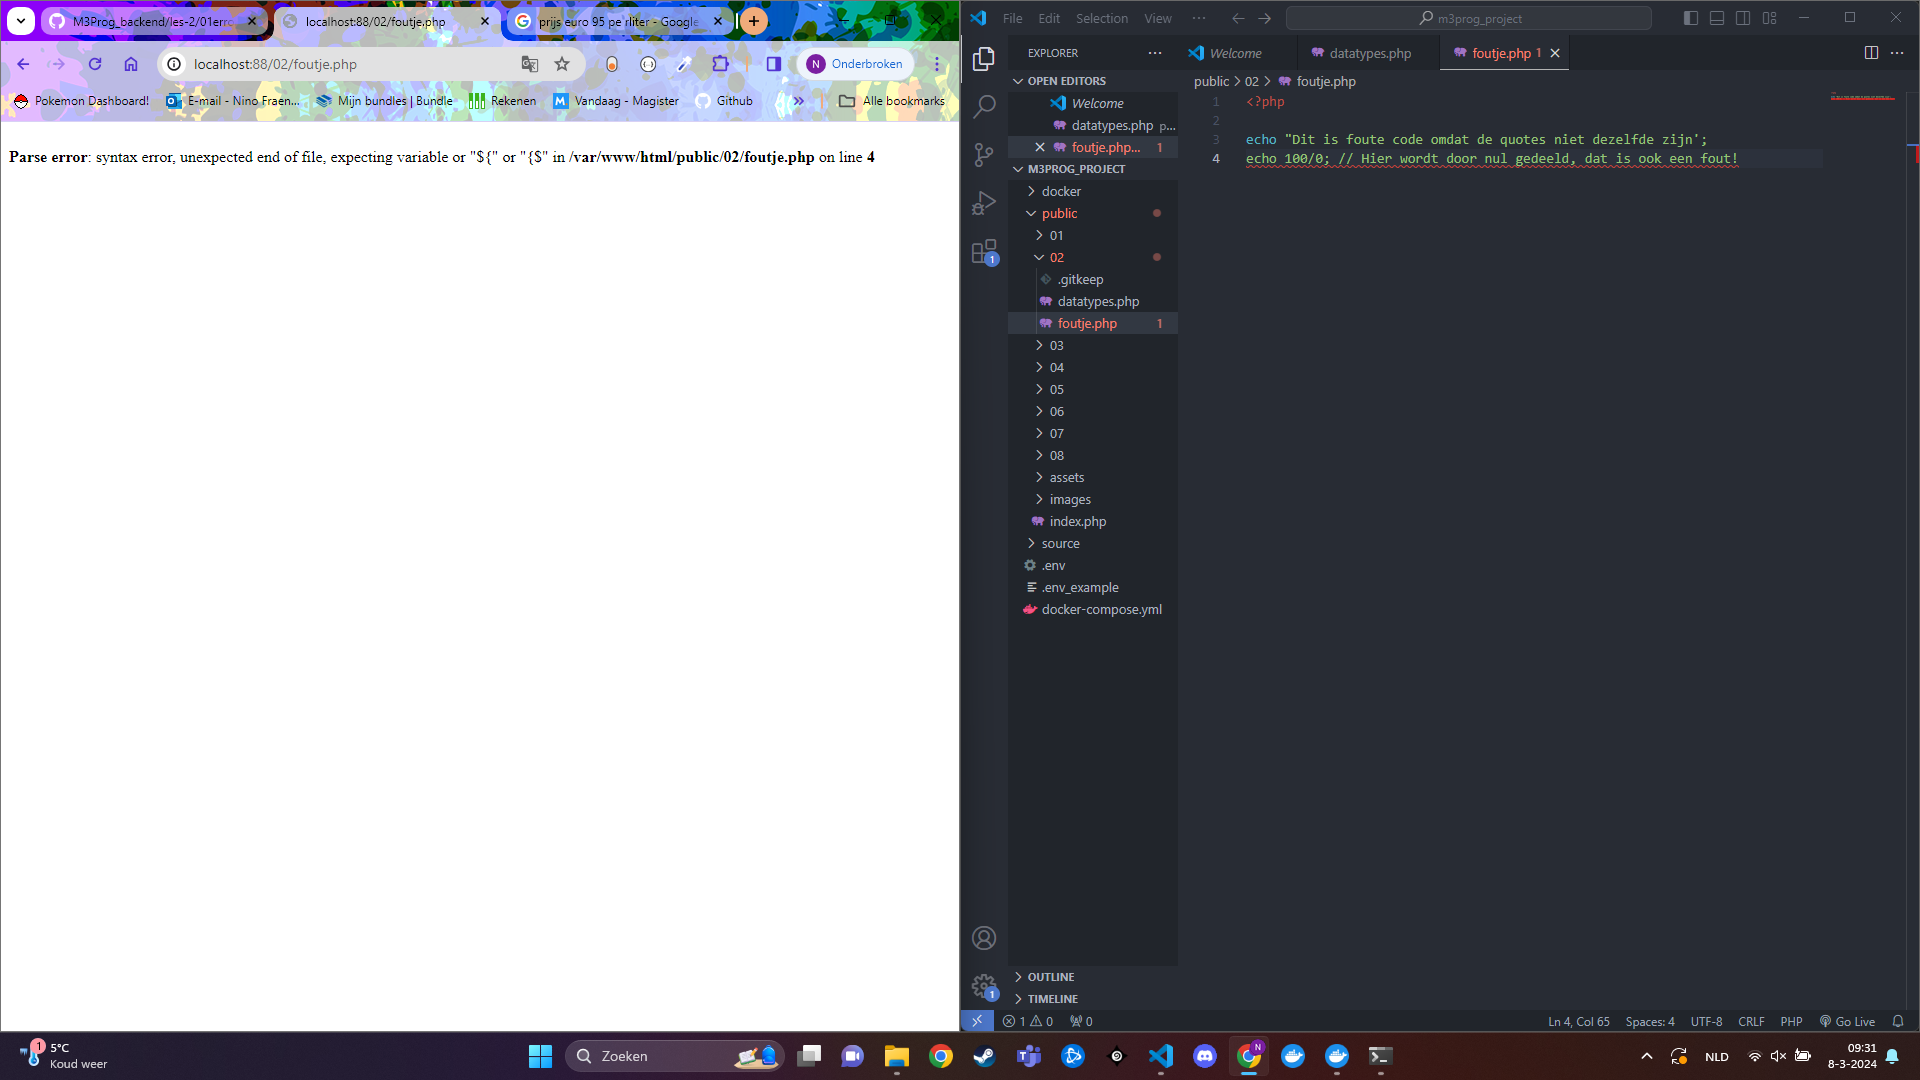 M3Prog_backend/les-2/01erro
localhost:88/02/foutje.php
prijs euro 95 pe rliter - Google
localhost:88/02/foutje.php
N Onderbroken
Pokemon Dashboard!
E-mail - Nino Fraen...
Mijn bundles | Bundle
Rekenen
Vandaag - Magister
Github
Alle bookmarks
Parse error: syntax error, unexpected end of file, expecting variable or "${" or "{$" in /var/www/html/public/02/foutje.php on line 4
File Edit Selection View ...
m3prog_project
EXPLORER
Welcome
datatypes.php
foutje.php 1
OPEN EDITORS
Welcome
datatypes.php p...
foutje.php... 1
M3PROG_PROJECT
docker
public
01
02
.gitkeep
datatypes.php
foutje.php 1
03
04
05
06
07
08
assets
images
index.php
source
.env
.env_example
docker-compose.yml
OUTLINE
TIMELINE
1
1
public > 02 > foutje.php
1 <?php
2
3 echo "Dit is foute code omdat de quotes niet dezelfde zijn';
4 echo 100/0; // Hier wordt door nul gedeeld, dat is ook een fout!
1 0 0
Ln 4, Col 65 Spaces: 4 UTF-8 CRLF PHP Go Live
1
5°C
Koud weer
Zoeken
N
NLD
09:31
8-3-2024